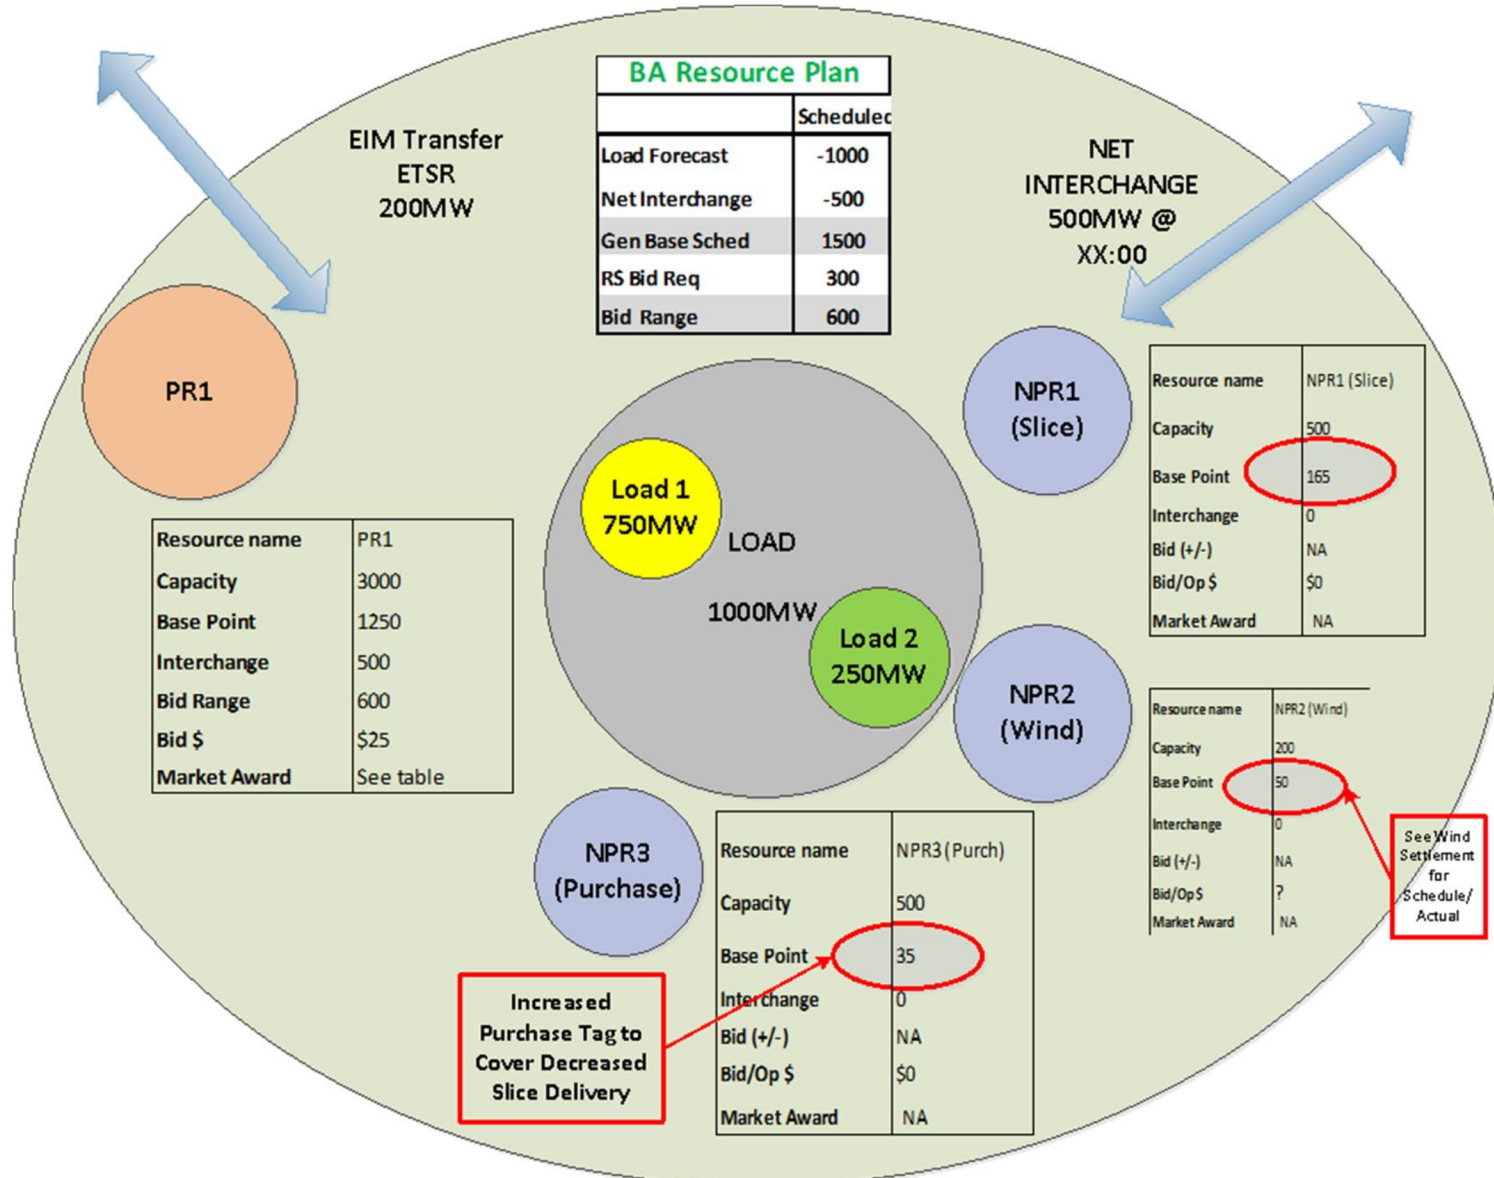 BA Resource Plan
Scheduled
Load Forecast -1000
Net Interchange -500
Gen Base Sched 1500
RS Bid Req 300
Bid Range 600
EIM Transfer
ETSR
200MW
NET
INTERCHANGE
500MW @
XX:00
PR1
Resource name PR1
Capacity 3000
Base Point 1250
Interchange 500
Bid Range 600
Bid $ $25
Market Award See table
Load 1
750MW
LOAD
1000MW
Load 2
250MW
NPR1
(Slice)
Resource name NPR1 (Slice)
Capacity 500
Base Point 165
Interchange 0
Bid (+/-) NA
Bid/Op $ $0
Market Award NA
NPR2
(Wind)
Resource name NPR2 (Wind)
Capacity 200
Base Point 50
Interchange 0
Bid (+/-) NA
Bid/Op $ ?
Market Award NA
See Wind
Settlement
for
Schedule/
Actual
NPR3
(Purchase)
Resource name NPR3 (Purch)
Capacity 500
Base Point 35
Interchange 0
Bid (+/-) NA
Bid/Op $ $0
Market Award NA
Increased
Purchase Tag to
Cover Decreased
Slice Delivery